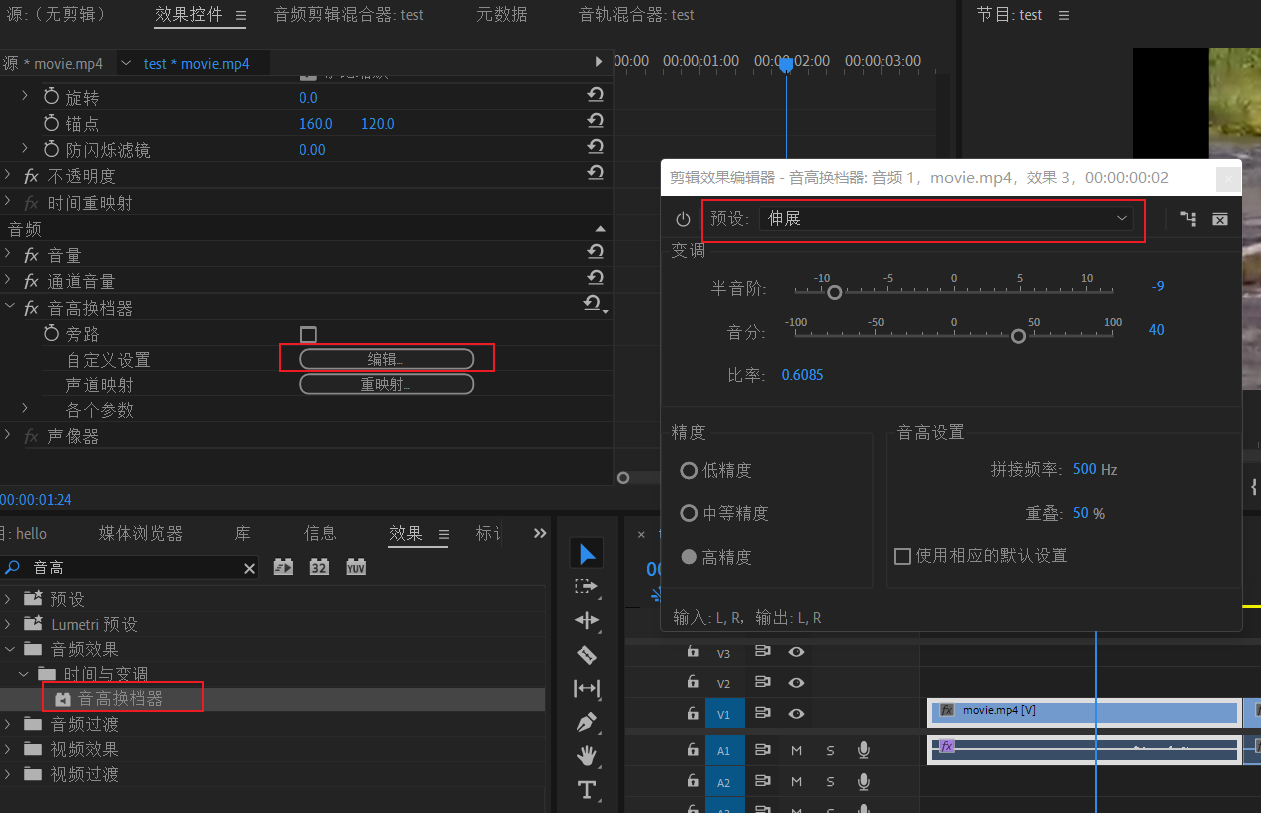 源:（无剪辑）
效果控件
音频剪辑混合器: test
元数据
音轨混合器: test
节目: test
源 * movie.mp4
test * movie.mp4
00:00
00:00:01:00
00:00:02:00
00:00:03:00
旋转
0.0
锚点
160.0
120.0
防闪烁滤镜
0.00
fx 不透明度
fx 时间重映射
音频
fx 音量
fx 通道音量
fx 音高换档器
旁路
自定义设置
编辑...
声道映射
重映射...
各个参数
fx 声像器
00:00:01:24
剪辑效果编辑器 - 音高换档器: 音频 1，movie.mp4，效果 3，00:00:00:02
预设:
伸展
变调
半音阶:
-10
-5
0
5
10
-9
音分:
-100
-50
0
50
100
40
比率:
0.6085
精度
低精度
中等精度
高精度
音高设置
拼接频率:
500 Hz
重叠:
50 %
使用相应的默认设置
输入: L, R，输出: L, R
目: hello
媒体浏览器
库
信息
效果
标
音高
32
YUV
预设
Lumetri 预设
音频效果
时间与变调
音高换档器
音频过渡
视频效果
视频过渡
V3
V2
V1
fx
movie.mp4 [V]
A1
M
S
fx
A2
M
S